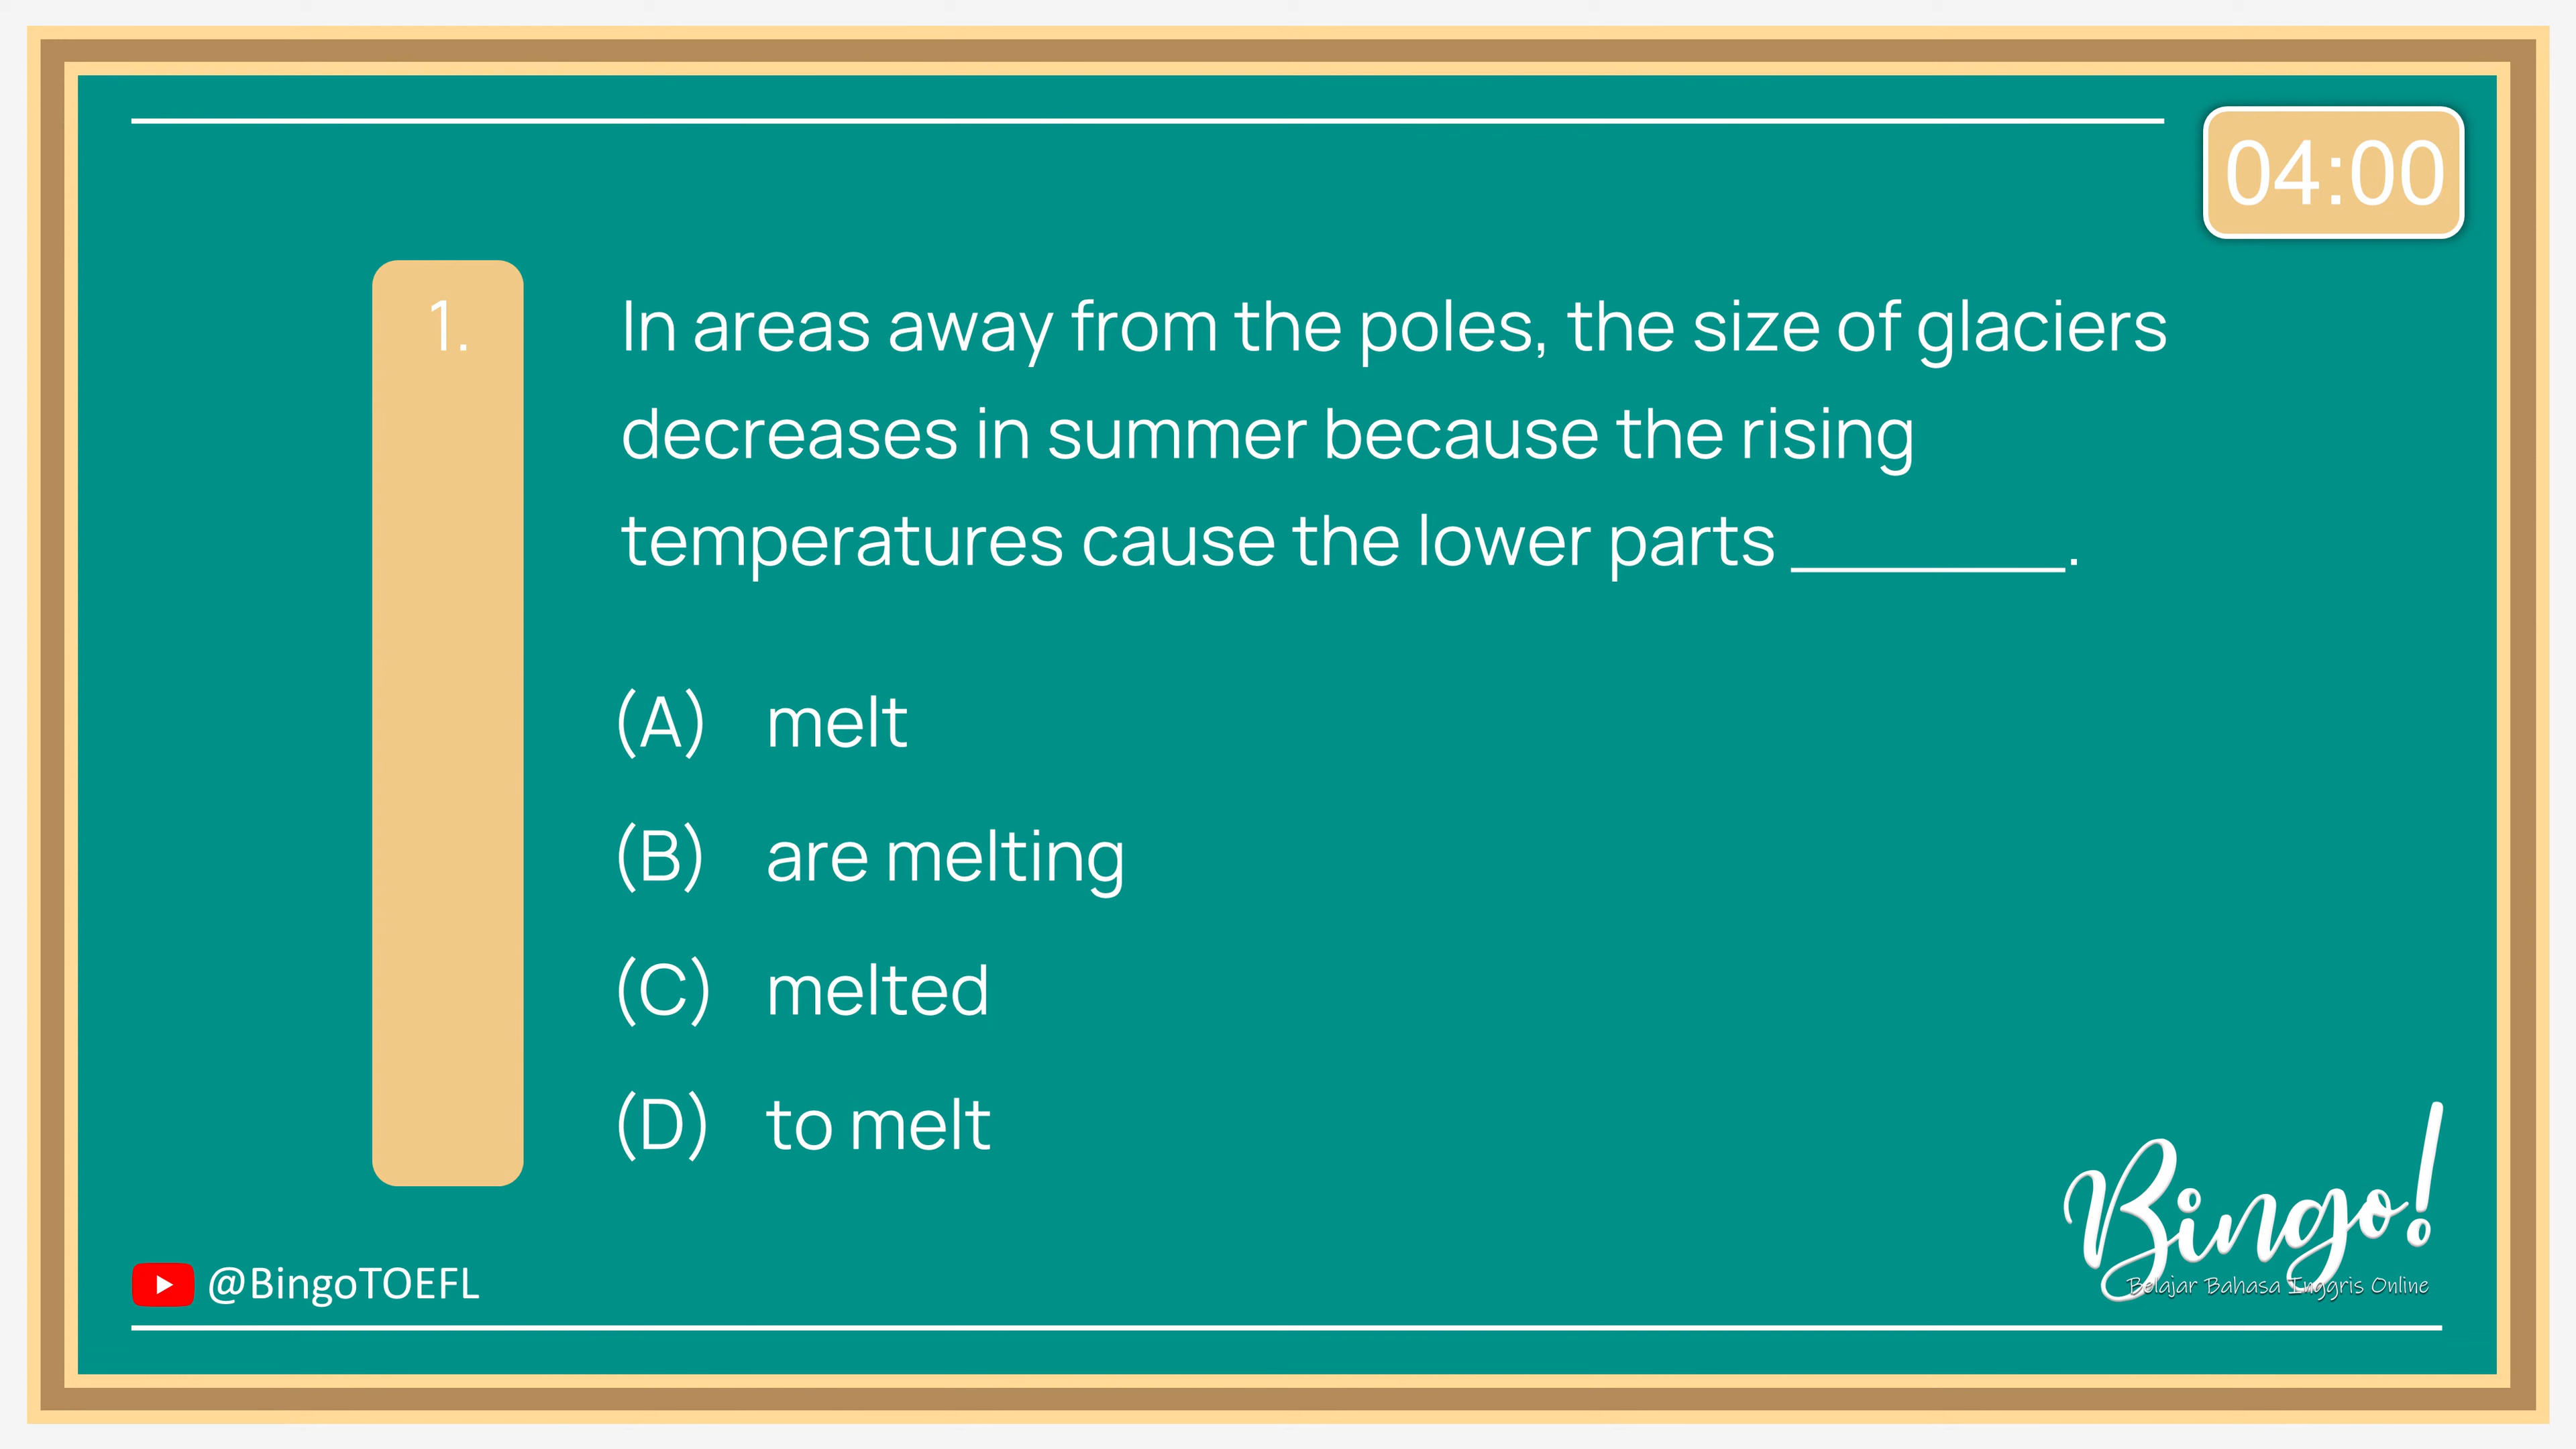 04:00
1.
In areas away from the poles, the size of glaciers
decreases in summer because the rising
temperatures cause the lower parts ________.
(A) melt
(B) are melting
(C) melted
(D) to melt
@BingoTOEFL
Bingo!
Belajar Bahasa Inggris Online